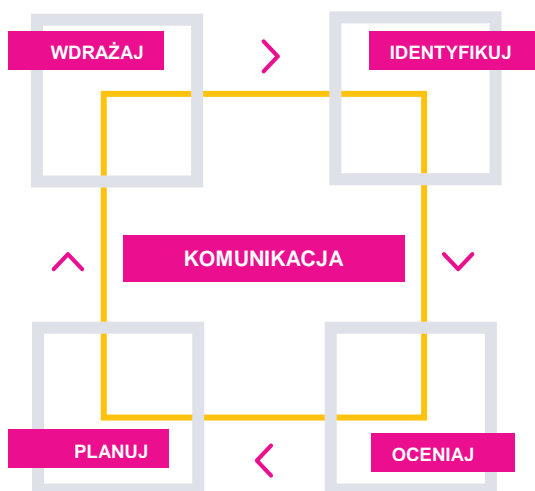 WDRAŻAJ
IDENTYFIKUJ
KOMUNIKACJA
PLANUJ
OCENIAJ